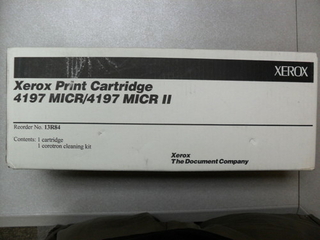 XEROX
Xerox Print Cartridge
4197 MICR/4197 MICR II
Reorder No. 13R84
Contents: 1 cartridge
1 corotron cleaning kit
Xerox
The Document Company